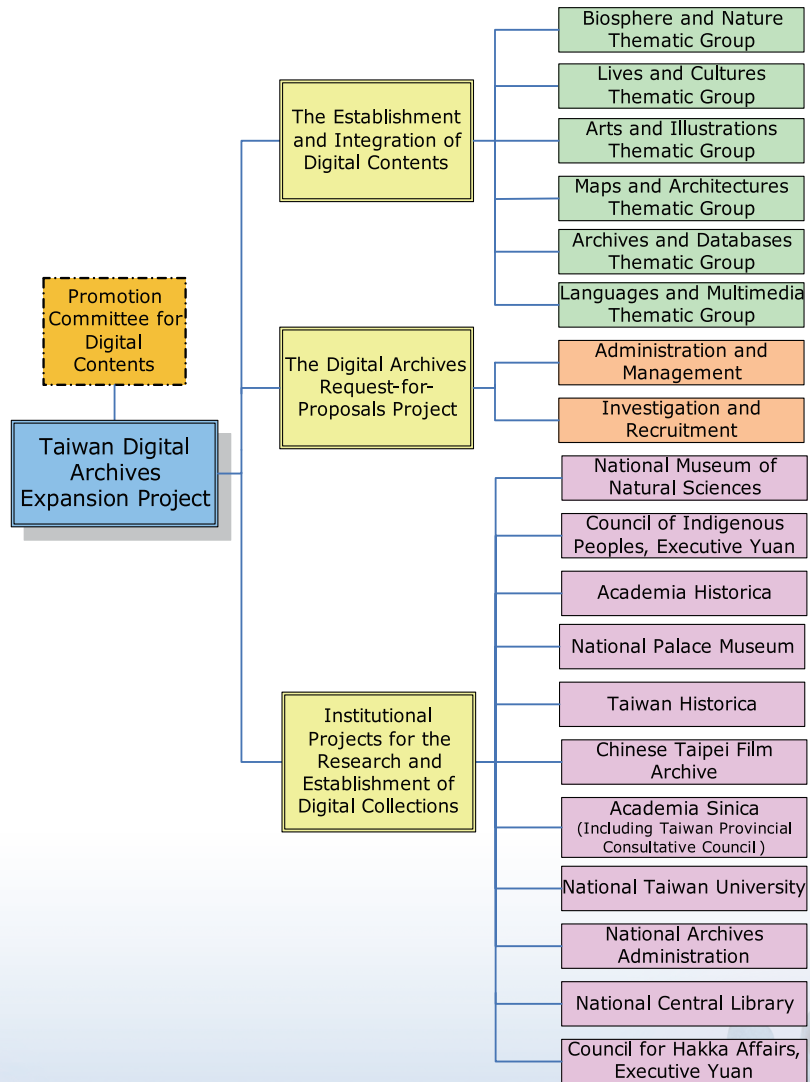 Promotion
Committee for
Digital
Contents
Taiwan Digital
Archives
Expansion Project
The Establishment
and Integration of
Digital Contents
Biosphere and Nature
Thematic Group
Lives and Cultures
Thematic Group
Arts and Illustrations
Thematic Group
Maps and Architectures
Thematic Group
Archives and Databases
Thematic Group
Languages and Multimedia
Thematic Group
The Digital Archives
Request-for-
Proposals Project
Administration and
Management
Investigation and
Recruitment
Institutional
Projects for the
Research and
Establishment of
Digital Collections
National Museum of
Natural Sciences
Council of Indigenous
Peoples, Executive Yuan
Academia Historica
National Palace Museum
Taiwan Historica
Chinese Taipei Film
Archive
Academia Sinica
(Including Taiwan Provincial
Consultative Council)
National Taiwan University
National Archives
Administration
National Central Library
Council for Hakka Affairs,
Executive Yuan